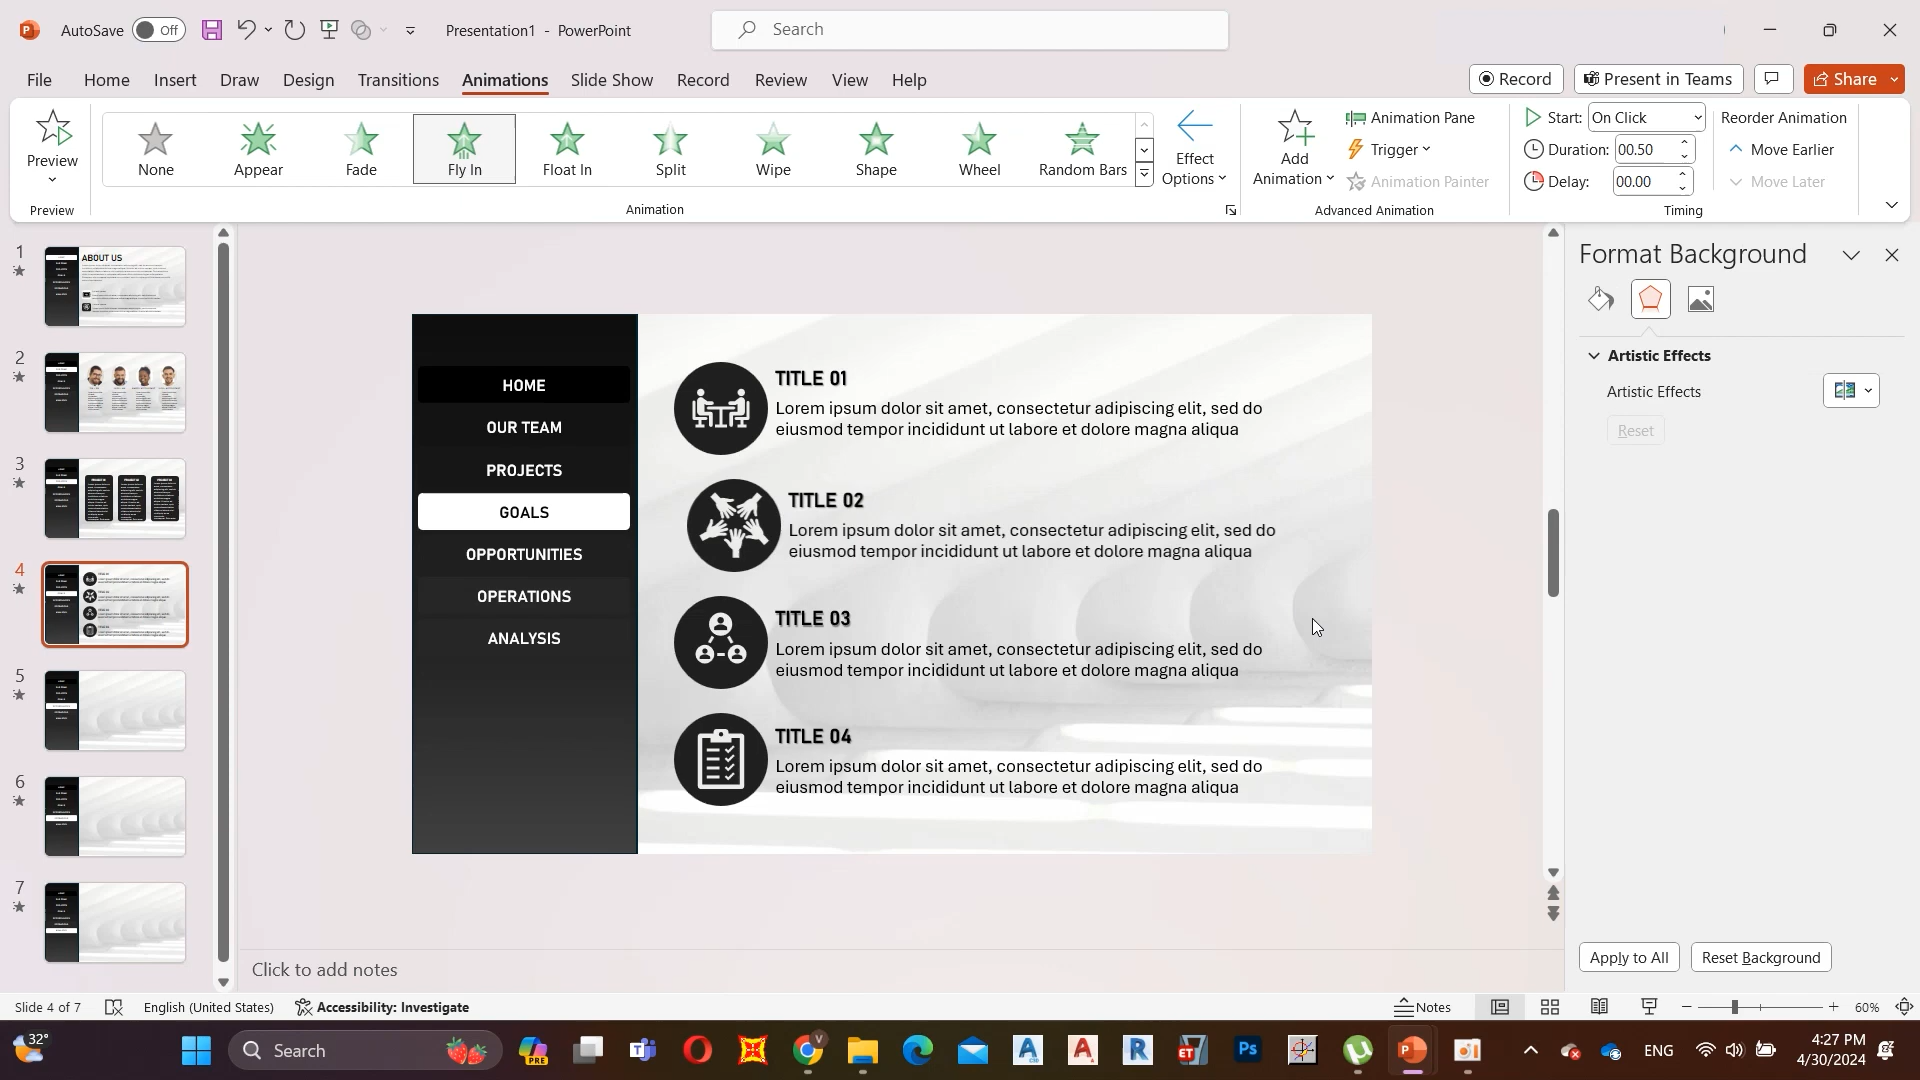 AutoSave Off Presentation1 - PowerPoint Search
File Home Insert Draw Design Transitions Animations Slide Show Record Review View Help Record Present in Teams Share
Preview None Appear Fade Fly In Float In Split Wipe Shape Wheel Random Bars Effect Options Add Animation
Animation Pane
Trigger
Animation Painter
Start: On Click
Duration: 00.50
Delay: 00.00
Reorder Animation
Move Earlier
Move Later
Preview Animation Advanced Animation Timing
1
ABOUT US
2
3
4
5
6
7
HOME
OUR TEAM
PROJECTS
GOALS
OPPORTUNITIES
OPERATIONS
ANALYSIS
TITLE 01
Lorem ipsum dolor sit amet, consectetur adipiscing elit, sed do
eiusmod tempor incididunt ut labore et dolore magna aliqua
TITLE 02
Lorem ipsum dolor sit amet, consectetur adipiscing elit, sed do
eiusmod tempor incididunt ut labore et dolore magna aliqua
TITLE 03
Lorem ipsum dolor sit amet, consectetur adipiscing elit, sed do
eiusmod tempor incididunt ut labore et dolore magna aliqua
TITLE 04
Lorem ipsum dolor sit amet, consectetur adipiscing elit, sed do
eiusmod tempor incididunt ut labore et dolore magna aliqua
Format Background
Artistic Effects
Artistic Effects
Reset
Apply to All Reset Background
Click to add notes
Slide 4 of 7 English (United States) Accessibility: Investigate Notes 60%
32° Search PRE ET Ps ENG
4:27 PM
4/30/2024